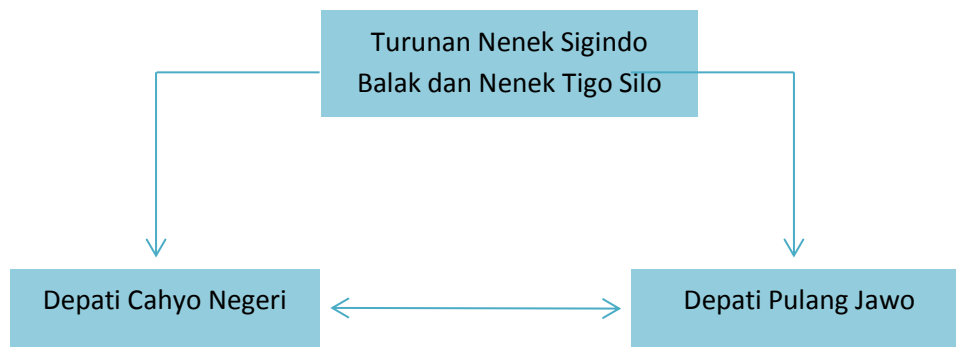 Turunan Nenek Sigindo
Balak dan Nenek Tigo Silo
Depati Cahyo Negeri
Depati Pulang Jawo